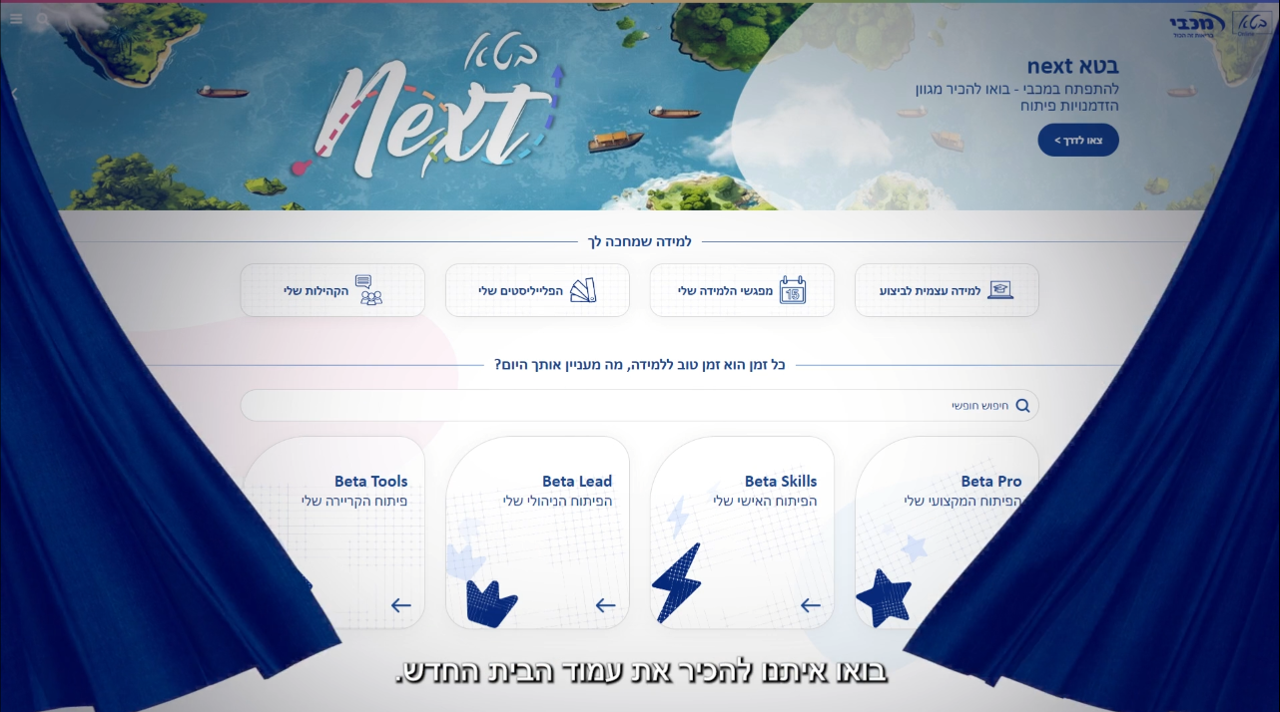 בטא
Online
מכבי
בריאות זה הכול
בטא next
להתפתח במכבי - בואו להכיר מגוון
הזדמנויות פיתוח
צאו לדרך >
בטא
Next
למידה שמחכה לך
למידה עצמית לביצוע
15
מפגשי הלמידה שלי
הפלייליסטים שלי
הקהילות שלי
כל זמן הוא זמן טוב ללמידה, מה מעניין אותך היום?
חיפוש חופשי
Beta Pro
הפיתוח המקצועי שלי
Beta Skills
הפיתוח האישי שלי
Beta Lead
הפיתוח הניהולי שלי
Beta Tools
פיתוח הקריירה שלי
בואו איתנו להכיר את עמוד הבית החדש.